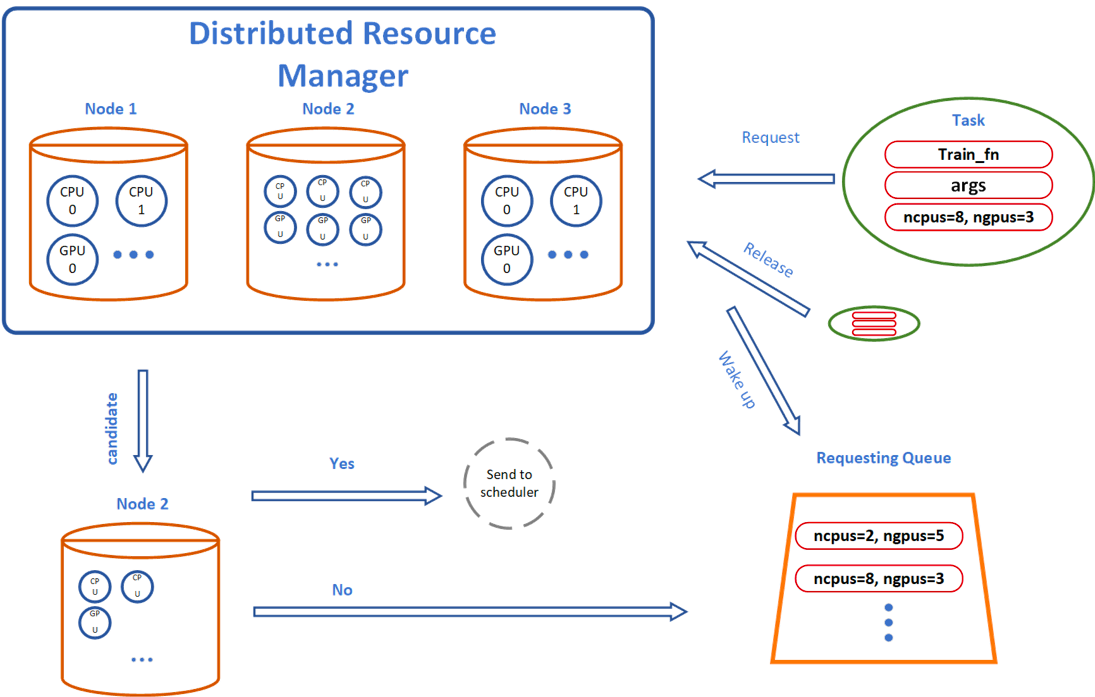 Distributed Resource
Manager
Node 1
Node 2
Node 3
CPU
0
CPU
1
GPU
0
CP
U
CP
U
CP
U
GP
U
GP
U
GP
U
CPU
0
CPU
1
GPU
0
Request
Task
Train_fn
args
ncpus=8, ngpus=3
Release
Wake up
candidate
Node 2
CP
U
CP
U
GP
U
Yes
Send to
scheduler
No
Requesting Queue
ncpus=2, ngpus=5
ncpus=8, ngpus=3